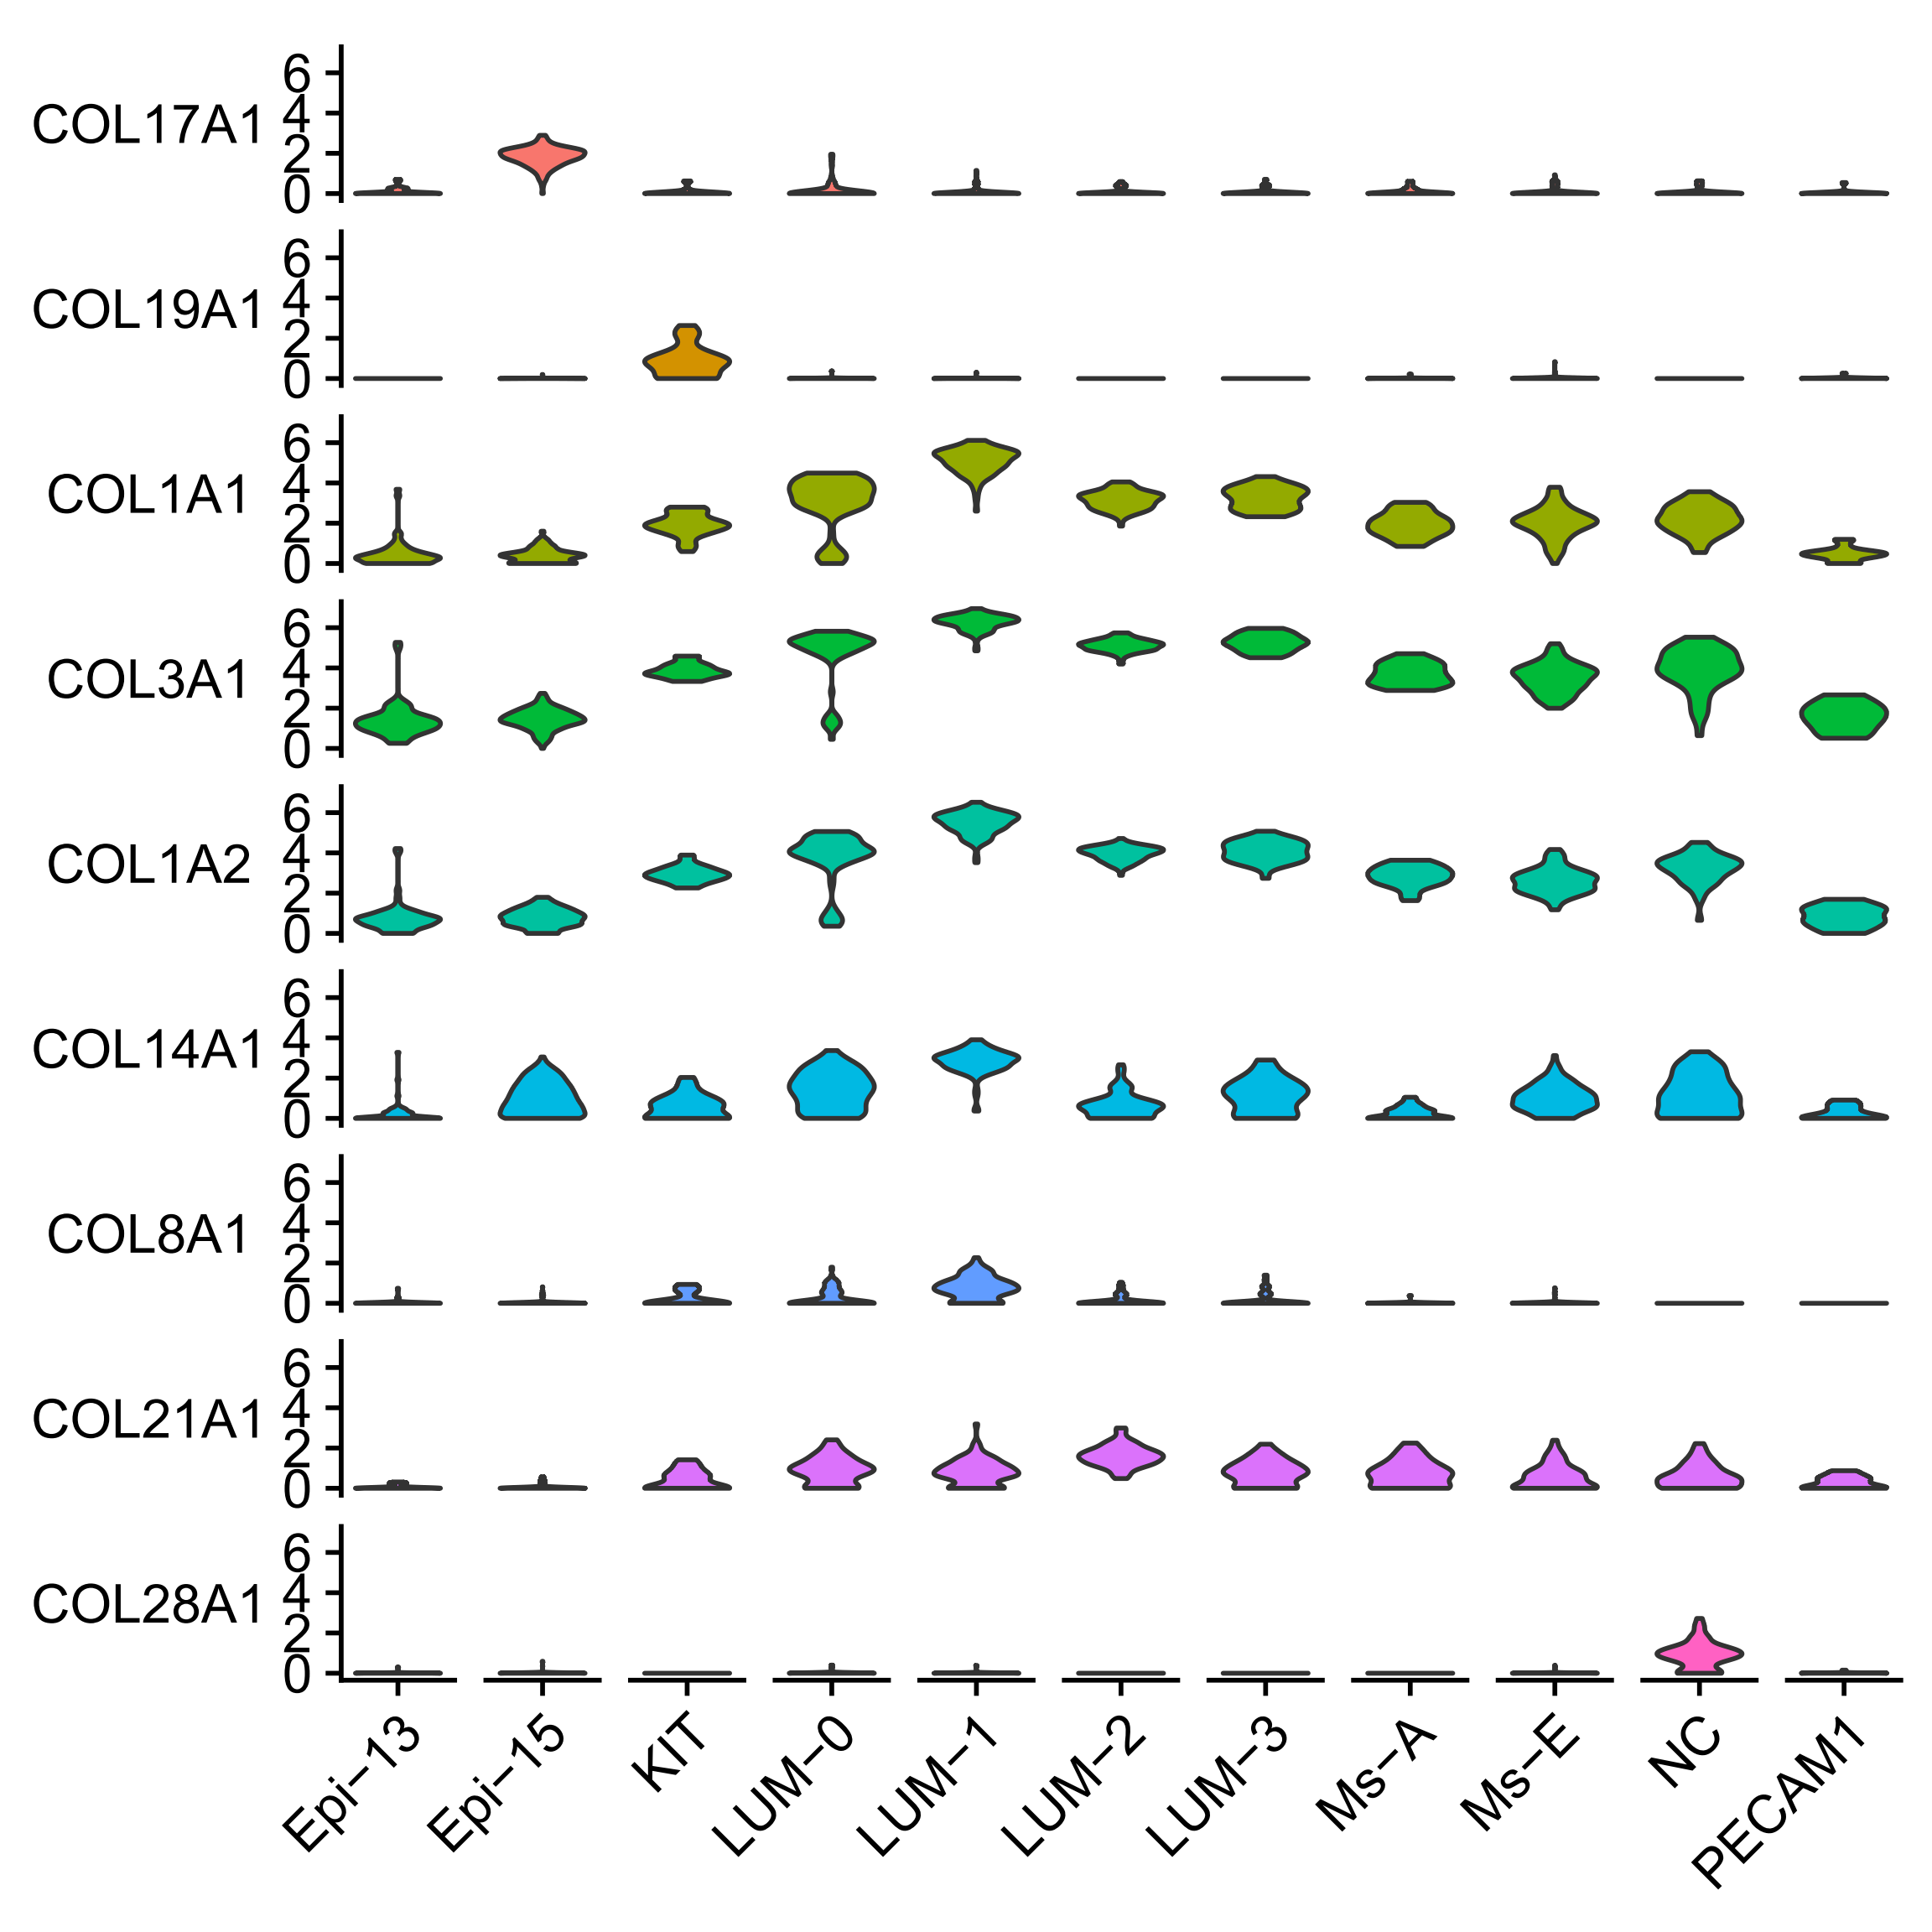 COL17A1 6 4 2 0
COL19A1 6 4 2 0
COL1A1 6 4 2 0
COL3A1 6 4 2 0
COL1A2 6 4 2 0
COL14A1 6 4 2 0
COL8A1 6 4 2 0
COL21A1 6 4 2 0
COL28A1 6 4 2 0
Epi-13 Epi-15 KIT LUM-0 LUM-1 LUM-2 LUM-3 Ms-A Ms-E NC PECAM1